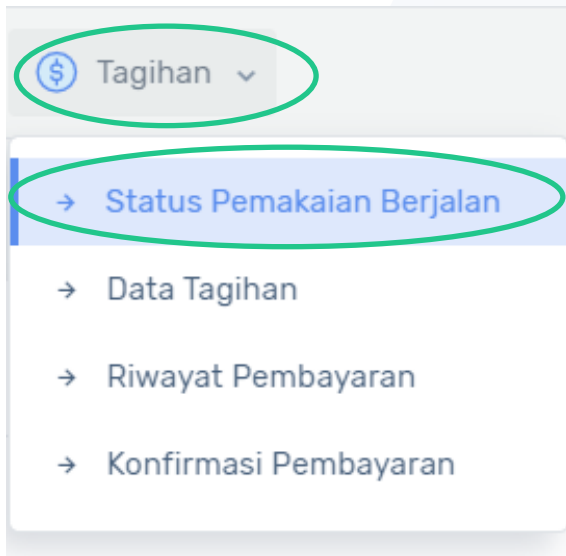 Tagihan
Status Pemakaian Berjalan
Data Tagihan
Riwayat Pembayaran
Konfirmasi Pembayaran